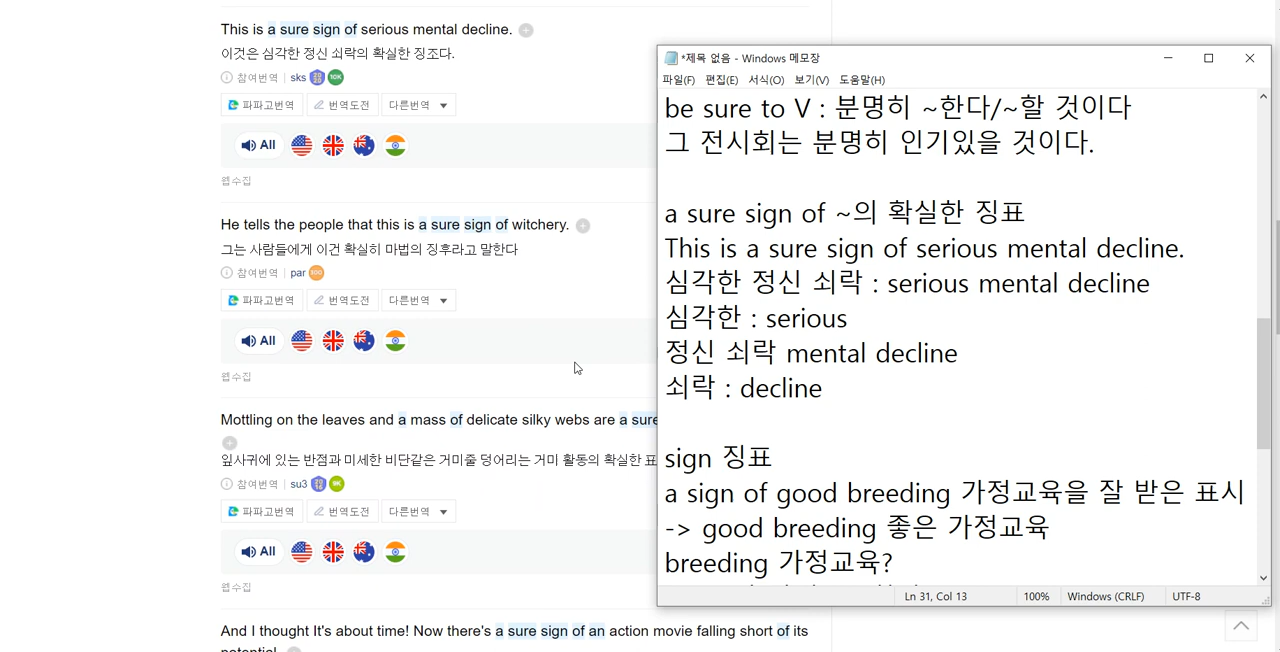 This is a sure sign of serious mental decline.
이것은 심각한 정신 쇠락의 확실한 징조다.
참여번역 sks 2020 10K
파파고번역 번역도전 다른번역
All
웹수집
He tells the people that this is a sure sign of witchery.
그는 사람들에게 이건 확실히 마법의 징후라고 말한다
참여번역 par 300
파파고번역 번역도전 다른번역
All
웹수집
Mottling on the leaves and a mass of delicate silky webs are a sure
잎사귀에 있는 반점과 미세한 비단같은 거미줄 덩어리는 거미 활동의 확실한 표
참여번역 su3 9K
파파고번역 번역도전 다른번역
All
웹수집
And I thought It's about time! Now there's a sure sign of an action movie falling short of its
potential.
*제목 없음 - Windows 메모장
파일(F) 편집(E) 서식(O) 보기(V) 도움말(H)
be sure to V : 분명히 ~한다/~할 것이다
그 전시회는 분명히 인기있을 것이다.
a sure sign of ~의 확실한 징표
This is a sure sign of serious mental decline.
심각한 정신 쇠락 : serious mental decline
심각한 : serious
정신 쇠락 mental decline
쇠락 : decline
sign 징표
a sign of good breeding 가정교육을 잘 받은 표시
-> good breeding 좋은 가정교육
breeding 가정교육?
Ln 31, Col 13 100% Windows (CRLF) UTF-8